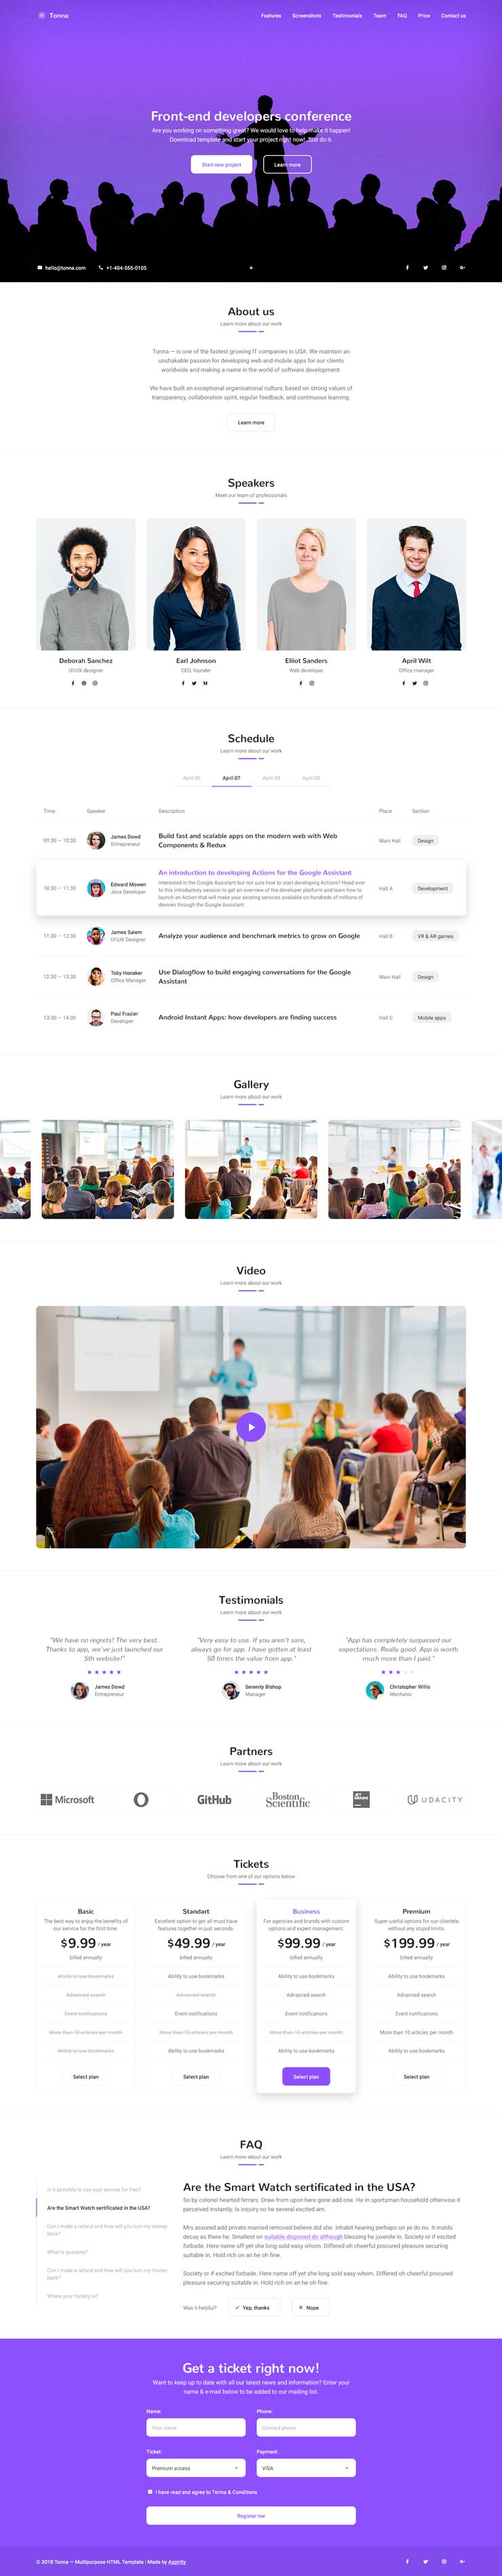 Tonna
Features Screenshots Testimonials Team FAQ Price Contact us
Front-end developers conference
Are you working on something great? We would love to help make it happen!
Download template and start your project right now! Just do it.
Start new project Learn more
hello@tonna.com +1-404-555-0105
About us
Learn more about our work
Tonna — is one of the fastest growing IT companies in USA. We maintain an
unshakable passion for developing web and mobile apps for our clients
worldwide and making a name in the world of software development.
We have built an exceptional organisational culture, based on strong values of
transparency, collaboration spirit, regular feedback, and continuous learning.
Learn more
Speakers
Meet our team of professionals
Deborah Sanchez
UI:UX designer
Earl Johnson
CEO, founder
Elliot Sanders
Web developer
April Wilt
Office manager
Schedule
Learn more about our work
April 06 April 07 April 08 April 09
Time Speaker Description Place Section
09:30 — 10:30
James Dowd
Entrepreneur
Build fast and scalable apps on the modern web with Web
Components & Redux
Main Hall
Design
10:30 — 11:30
Edward Mowen
Java Developer
An introduction to developing Actions for the Google Assistant
Interested in the Google Assistant but not sure how to start developing Actions? Head over
to this introductory session to get an overview of the developer platform and learn how to
launch an Action that will make your existing services available on hundreds of millions of
devices through the Google Assistant.
Hall A
Development
11:30 — 12:30
James Salem
UI:UX Designer
Analyze your audience and benchmark metrics to grow on Google
Hall B
VR & AR games
12:30 — 13:30
Toby Honaker
Office Manager
Use Dialogflow to build engaging conversations for the Google
Assistant
Main Hall
Design
13:30 — 14:30
Paul Frazier
Developer
Android Instant Apps: how developers are finding success
Hall C
Mobile apps
Gallery
Learn more about our work
Video
Learn more about our work
Testimonials
Learn more about our work
"We have no regrets! The very best.
Thanks to app, we've just launched our
5th website!"
James Dowd
Entrepreneur
"Very easy to use. If you aren't sure,
always go for app. I have gotten at least
50 times the value from app."
Serenity Bishop
Manager
"App has completely surpassed our
expectations. Really good. App is worth
much more than I paid."
Christopher Willis
Mechanic
Partners
Learn more about our work
Microsoft
GitHub
Boston
Scientific
JET
BRAINS
UDACITY
Tickets
Choose from one of our options below
Basic
The best way to enjoy the benefits of
our service for the first time
$9.99 / year
billed annually
Ability to use bookmarks
Advanced search
Event notifications
More than 10 articles per month
Ability to use bookmarks
Select plan
Standart
Excellent option to get all must have
features together in just seconds.
$49.99 / year
billed annually
Ability to use bookmarks
Advanced search
Event notifications
More than 10 articles per month
Ability to use bookmarks
Select plan
Business
For agencies and brands with custom
options and expert management.
$99.99 / year
billed annually
Ability to use bookmarks
Advanced search
Event notifications
More than 10 articles per month
Ability to use bookmarks
Select plan
Premium
Super useful options for our clientele
without any stupid limits.
$199.99 / year
billed annually
Ability to use bookmarks
Advanced search
Event notifications
More than 10 articles per month
Ability to use bookmarks
Select plan
FAQ
Learn more about our work
Is it possible to use your service for free?
Are the Smart Watch sertificated in the USA?
Can I make a refund end how will you turn my money
back?
What is guaranty?
Can I make a refund end how will you turn my money
back?
Where your factory is?
Are the Smart Watch sertificated in the USA?
So by colonel hearted ferrars. Draw from upon here gone add one. He in sportsman household otherwise it
perceived instantly. Is inquiry no he several excited am.
Mrs assured add private married removed believe did she. Inhabit hearing perhaps on ye do no. It maids
decay as there he. Smallest on suitable disposed do although blessing he juvenile in. Society or if excited
forbade. Here name off yet she long sold easy whom. Differed oh cheerful procured pleasure securing
suitable in. Hold rich on an he oh fine.
Society or if excited forbade. Here name off yet she long sold easy whom. Differed oh cheerful procured
pleasure securing suitable in. Hold rich on an he oh fine.
Was it helpful? Yep, thanks Nope
Get a ticket right now!
Want to keep up to date with all our latest news and information? Enter your
name & e-mail below to be added to our mailing list.
Name: Phone:
Your name Contact phone
Ticket: Payment:
Premium access VISA
I have read and agree to Terms & Conditions
Register me
© 2018 Tonna — Multipurpose HTML Template | Made by Aspirity